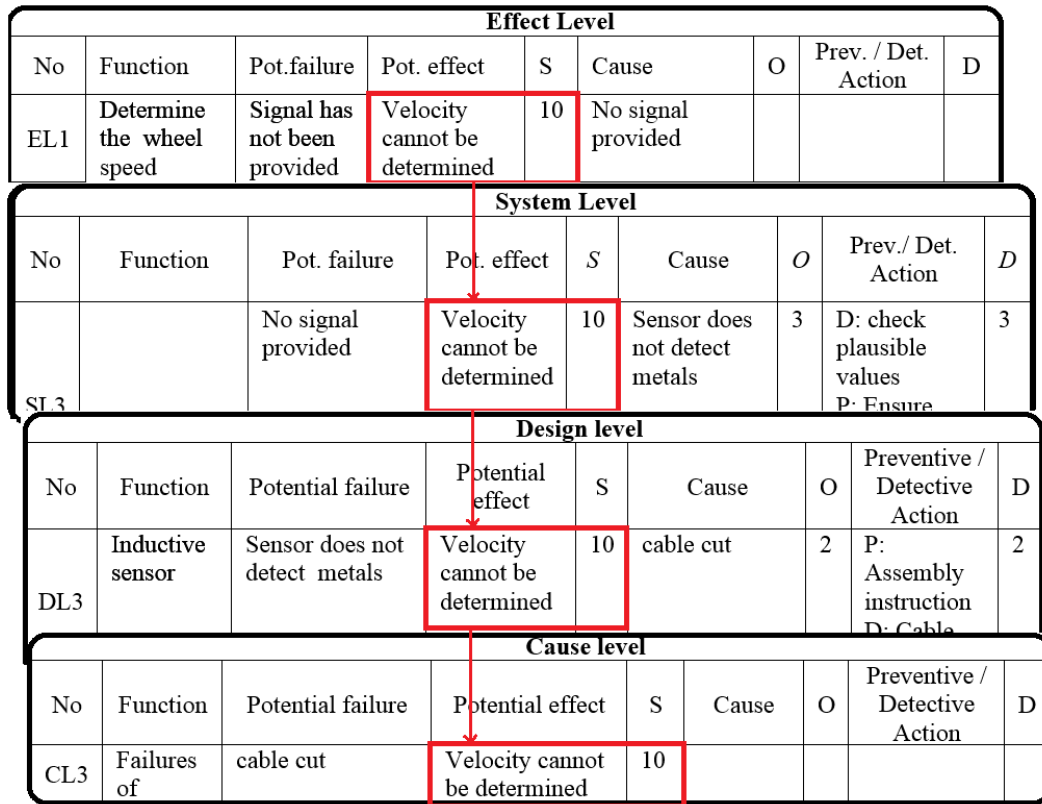 Effect Level
No Function Pot.failure Pot. effect S Cause O Prev. / Det. Action D
EL1 Determine the wheel speed Signal has not been provided Velocity cannot be determined 10 No signal provided
System Level
No Function Pot. failure Pot. effect S Cause O Prev./ Det. Action D
SL3 No signal provided Velocity cannot be determined 10 Sensor does not detect metals 3 D: check plausible values P: Ensure 3
Design level
No Function Potential failure Potential effect S Cause O Preventive / Detective Action D
DL3 Inductive sensor Sensor does not detect metals Velocity cannot be determined 10 cable cut 2 P: Assembly instruction D: Cable 2
Cause level
No Function Potential failure Potential effect S Cause O Preventive / Detective Action D
CL3 Failures of cable cut Velocity cannot be determined 10